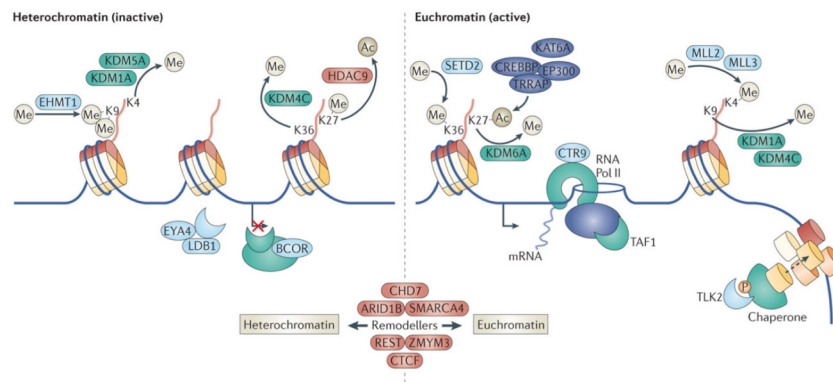 Heterochromatin (inactive)
Euchromatin (active)
KDM5A
KDM1A
Me
EHMT1
Me
Me
Me
K9
K4
Ac
Me
HDAC9
KDM4C
Me
K27
K36
EYA4
LDB1
BCOR
SETD2
Me
Me
K36
K27
Ac
KAT6A
CREBBP
EP300
TRRAP
Me
KDM6A
CTR9
RNA
Pol II
mRNA
TAF1
MLL2
MLL3
Me
Me
K4
K9
Me
KDM1A
KDM4C
TLK2
P
Chaperone
CHD7
ARID1B
SMARCA4
Heterochromatin
Remodellers
Euchromatin
REST
ZMYM3
CTCF